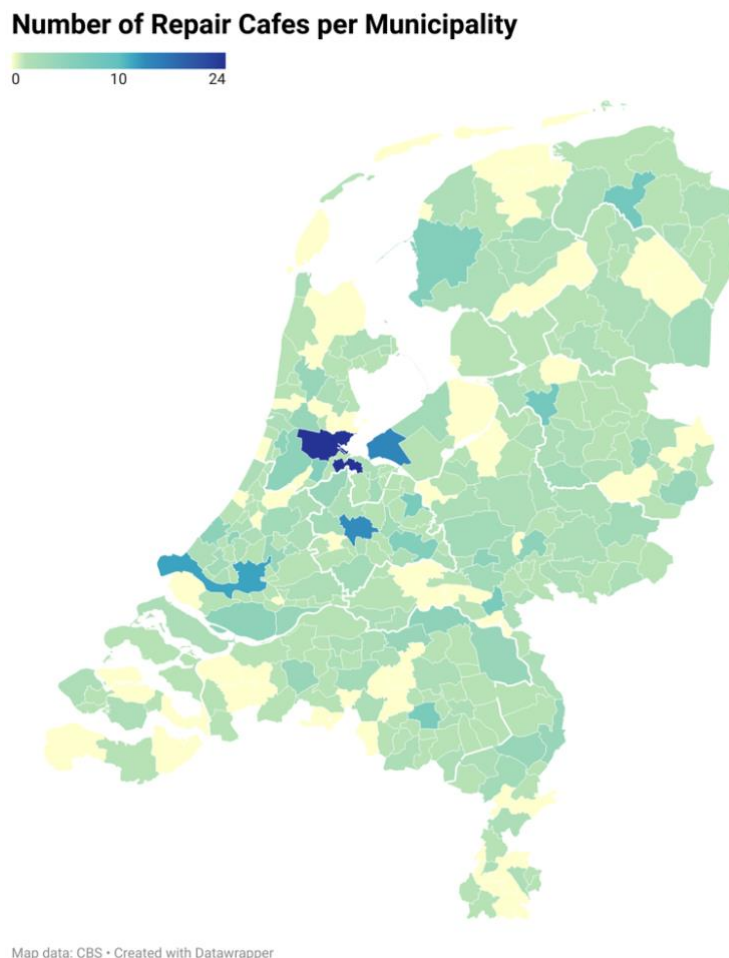 Number of Repair Cafes per Municipality
0 10 24
Map data: CBS • Created with Datawrapper